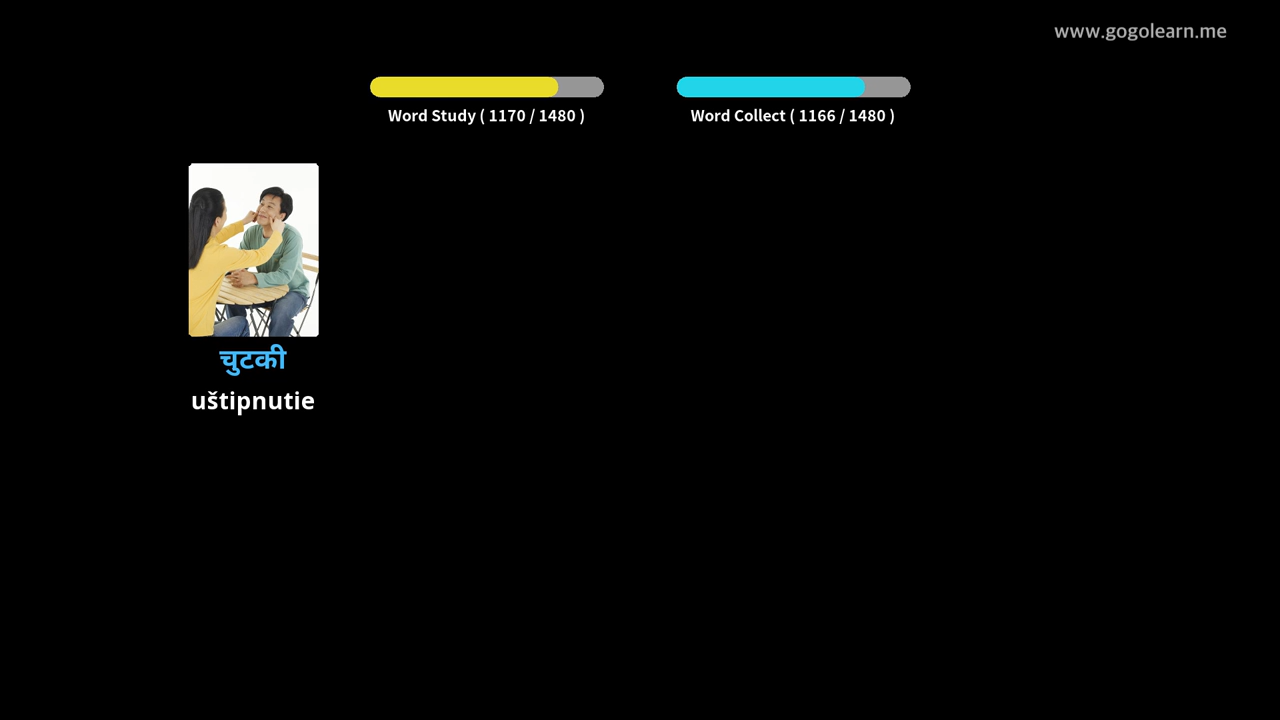 www.gogolearn.me
Word Study ( 1170 / 1480 )
Word Collect ( 1166 / 1480 )
चुटकी
uštipnutie